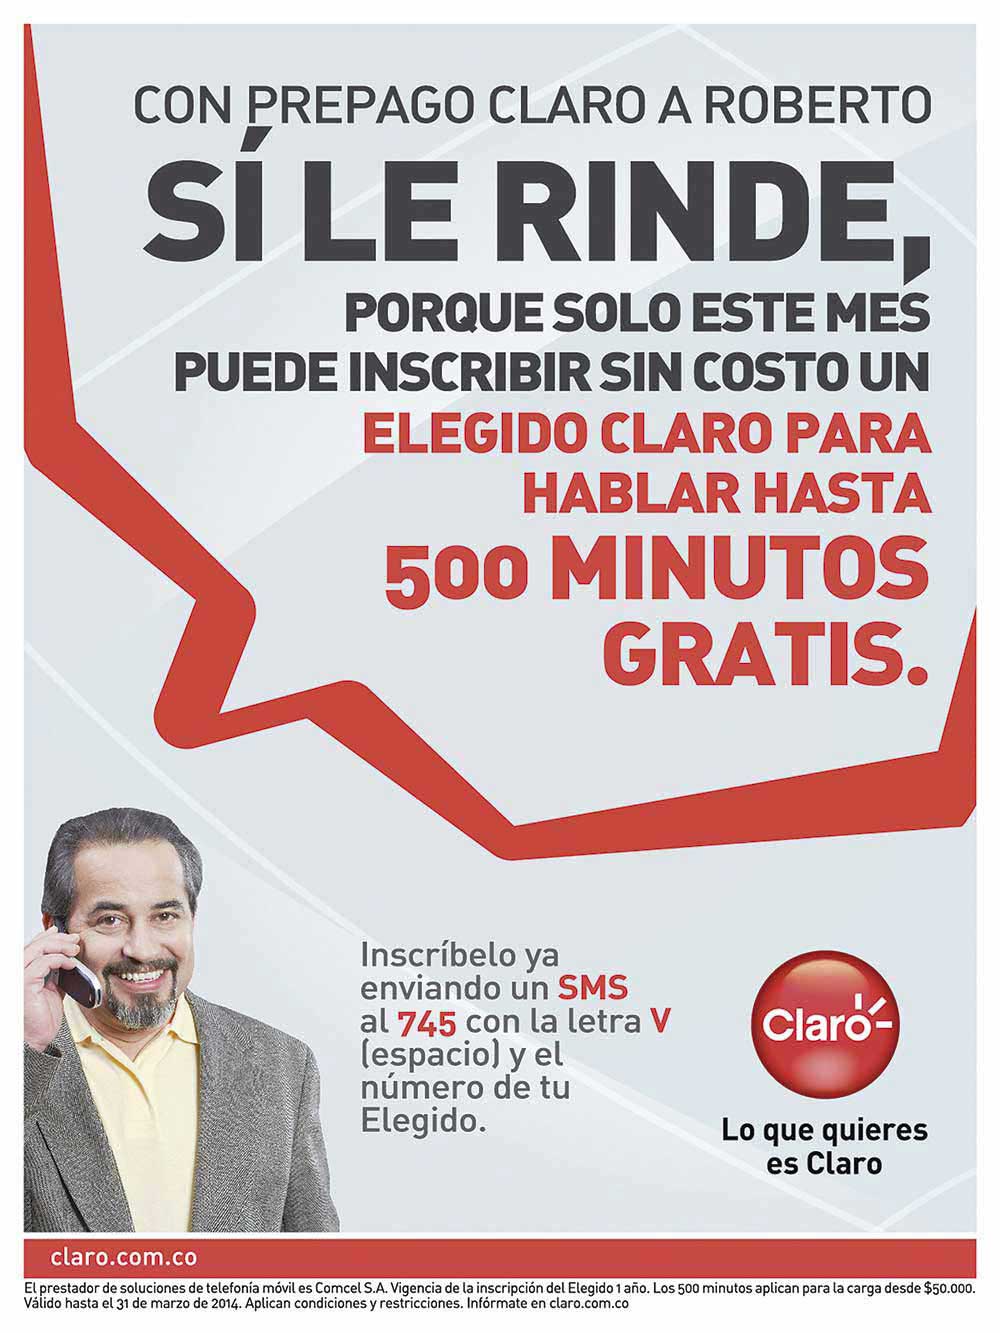 CON PREPAGO CLARO A ROBERTO
SÍ LE RINDE,
PORQUE SOLO ESTE MES
PUEDE INSCRIBIR SIN COSTO UN
ELEGIDO CLARO PARA
HABLAR HASTA
500 MINUTOS
GRATIS.
Inscríbelo ya
enviando un SMS
al 745 con la letra V
(espacio) y el
número de tu
Elegido.
Claro
Lo que quieres
es Claro
claro.com.co
El prestador de soluciones de telefonía móvil es Comcel S.A. Vigencia de la inscripción del Elegido 1 año. Los 500 minutos aplican para la carga desde $50.000.
Válido hasta el 31 de marzo de 2014. Aplican condiciones y restricciones. Infórmate en claro.com.co